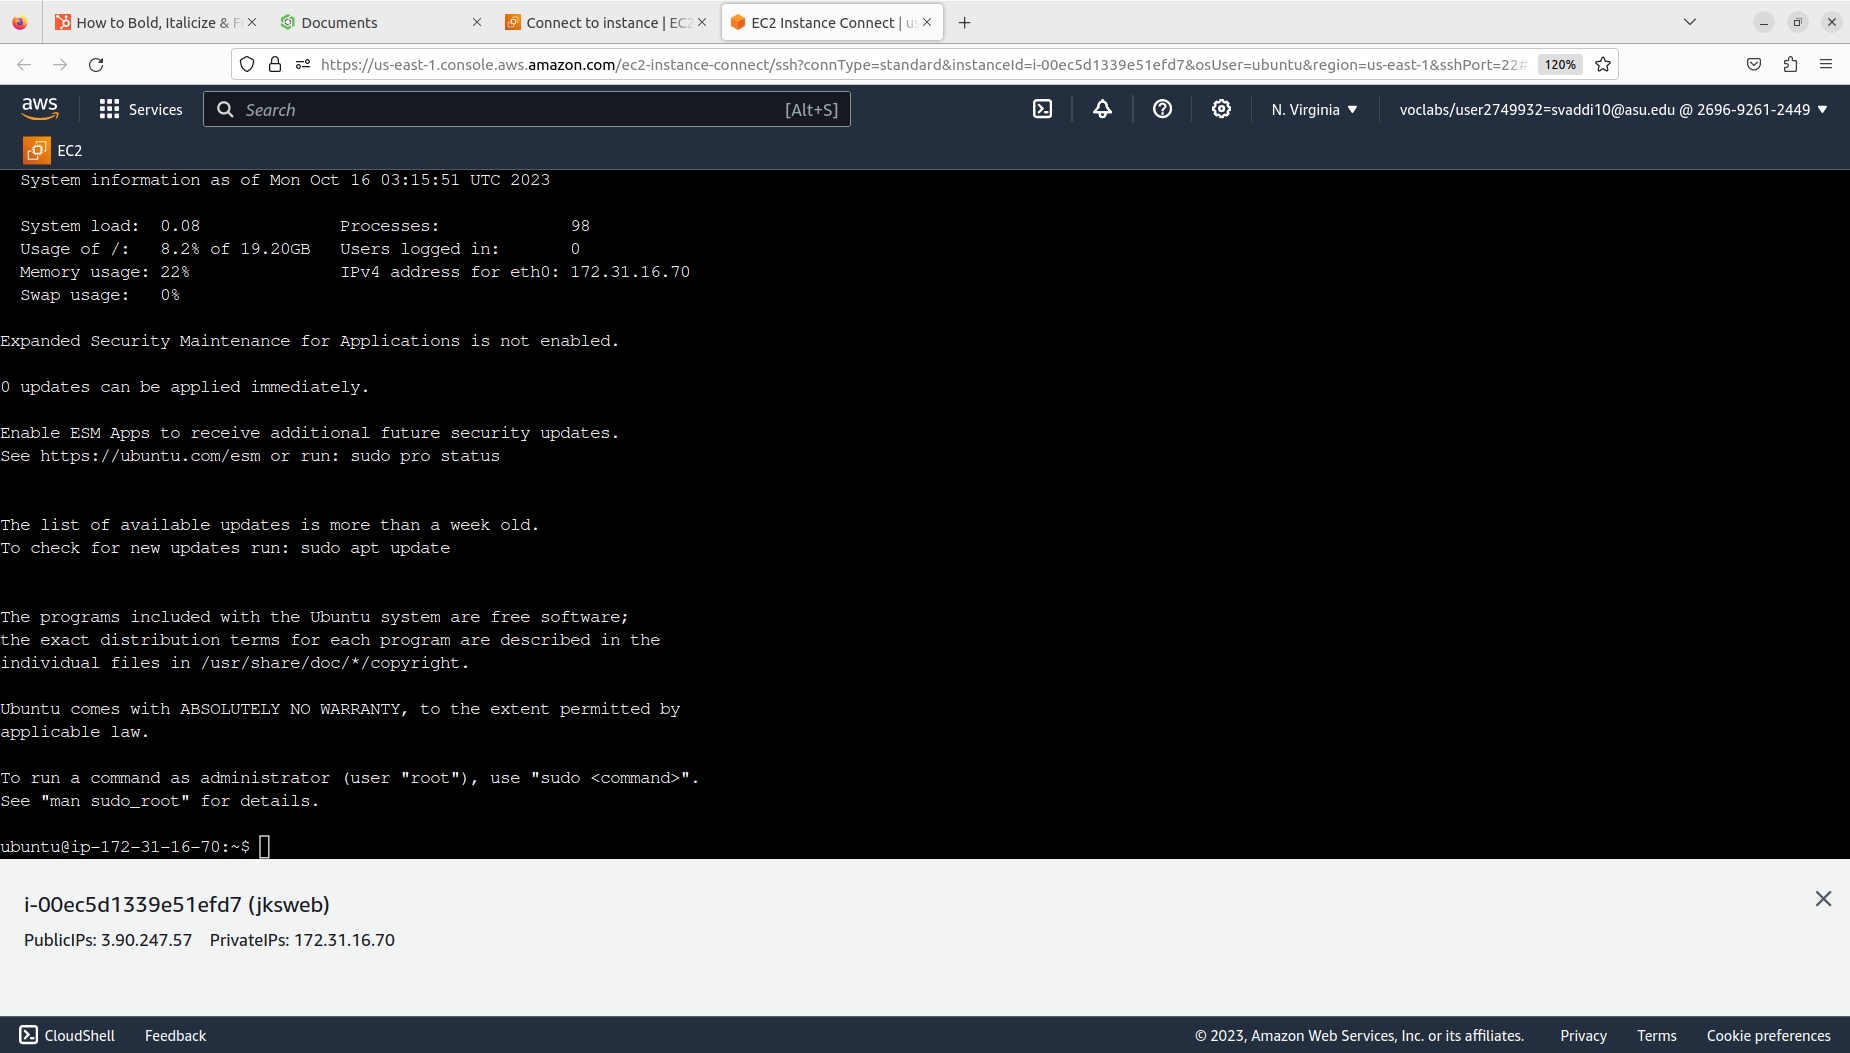 How to Bold, Italicize & F
Documents
Connect to instance | EC2
EC2 Instance Connect | us
https://us-east-1.console.aws.amazon.com/ec2-instance-connect/ssh?connType=standard&instanceId=i-00ec5d1339e51efd7&osUser=ubuntu&region=us-east-1&sshPort=22#
120%
aws
Services
Search
[Alt+S]
N. Virginia
voclabs/user2749932=svaddi10@asu.edu @ 2696-9261-2449
EC2
System information as of Mon Oct 16 03:15:51 UTC 2023
System load: 0.08 Processes: 98
Usage of /: 8.2% of 19.20GB Users logged in: 0
Memory usage: 22% IPv4 address for eth0: 172.31.16.70
Swap usage: 0%
Expanded Security Maintenance for Applications is not enabled.
0 updates can be applied immediately.
Enable ESM Apps to receive additional future security updates.
See https://ubuntu.com/esm or run: sudo pro status
The list of available updates is more than a week old.
To check for new updates run: sudo apt update
The programs included with the Ubuntu system are free software;
the exact distribution terms for each program are described in the
individual files in /usr/share/doc/*/copyright.
Ubuntu comes with ABSOLUTELY NO WARRANTY, to the extent permitted by
applicable law.
To run a command as administrator (user "root"), use "sudo <command>".
See "man sudo_root" for details.
ubuntu@ip-172-31-16-70:~$
i-00ec5d1339e51efd7 (jksweb)
PublicIPs: 3.90.247.57 PrivateIPs: 172.31.16.70
CloudShell
Feedback
© 2023, Amazon Web Services, Inc. or its affiliates.
Privacy
Terms
Cookie preferences